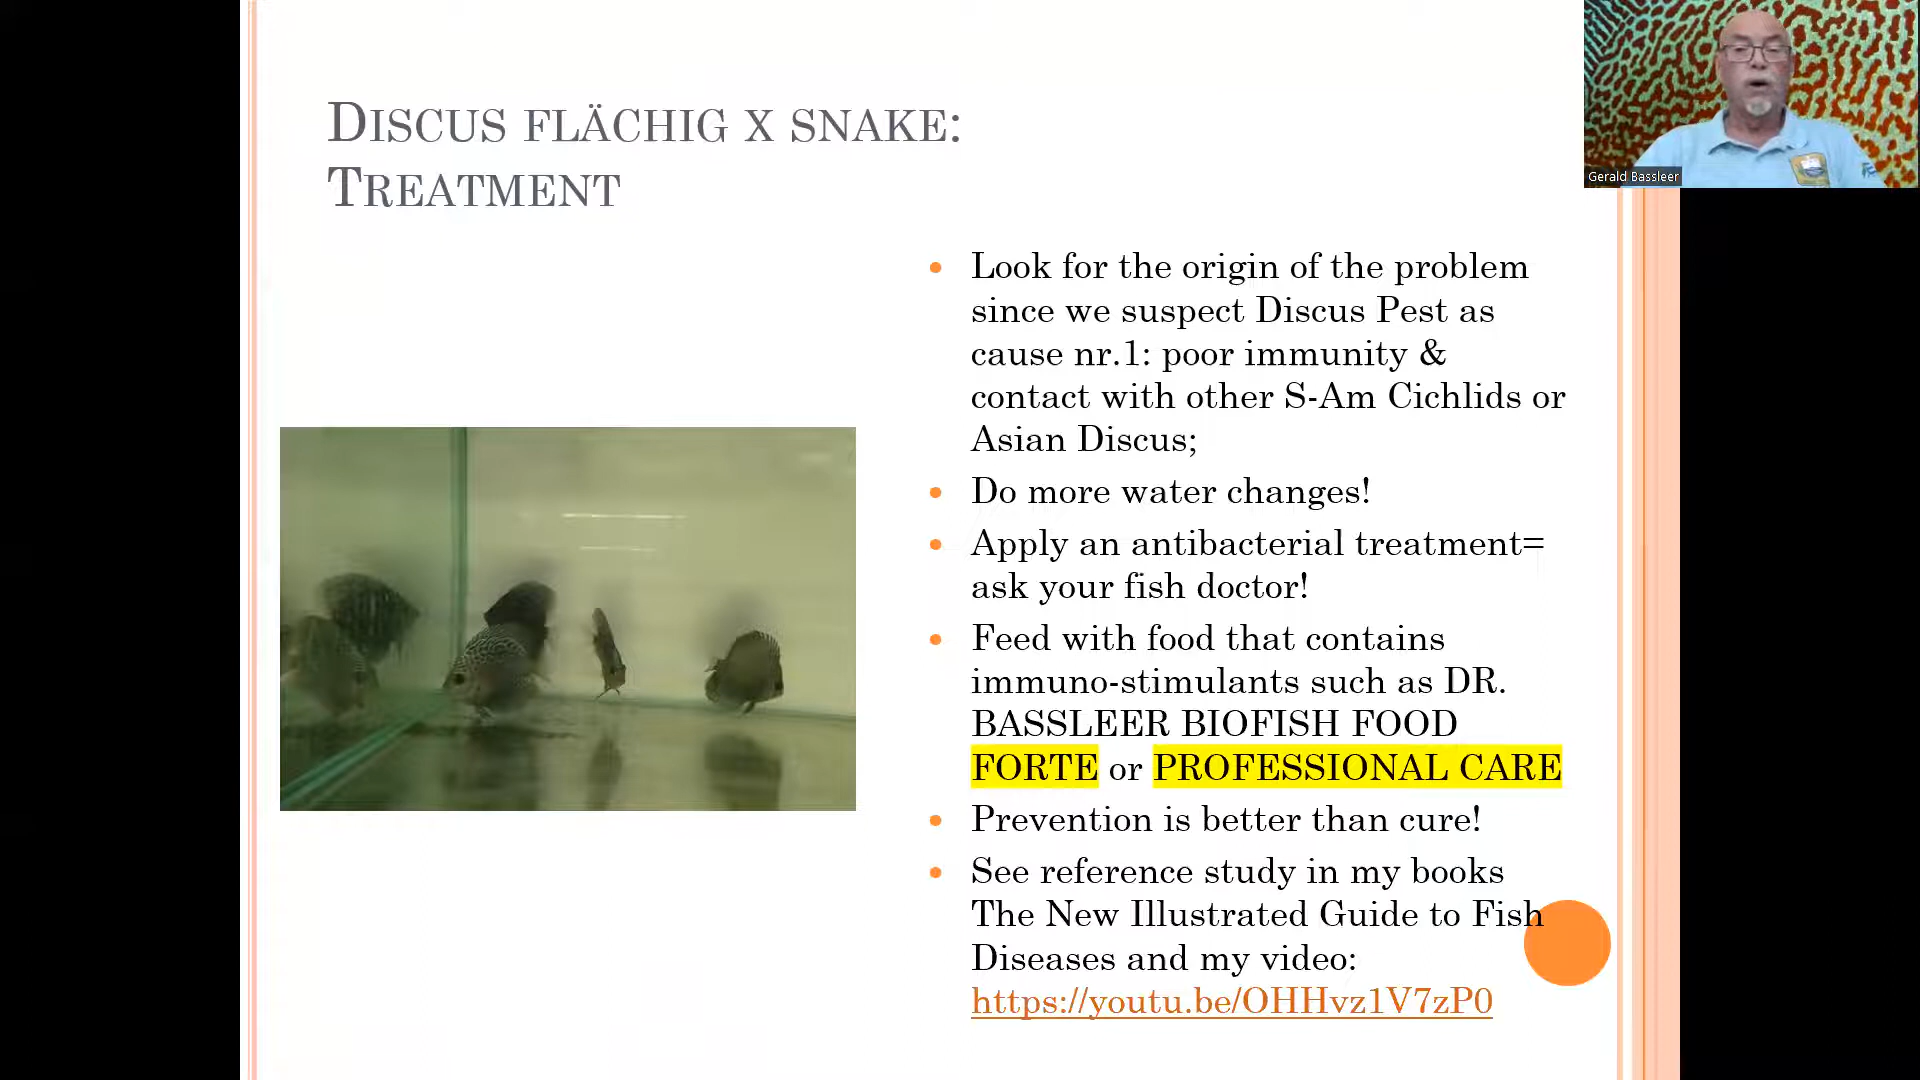 DISCUS FLÄCHIG X SNAKE:
TREATMENT
Gerald Bassleer
• Look for the origin of the problem
since we suspect Discus Pest as
cause nr.1: poor immunity &
contact with other S-Am Cichlids or
Asian Discus;
• Do more water changes!
• Apply an antibacterial treatment=
ask your fish doctor!
• Feed with food that contains
immuno-stimulants such as DR.
BASSLEER BIOFISH FOOD
FORTE or PROFESSIONAL CARE
• Prevention is better than cure!
• See reference study in my books
The New Illustrated Guide to Fish
Diseases and my video:
https://youtu.be/OHHvz1V7zP0